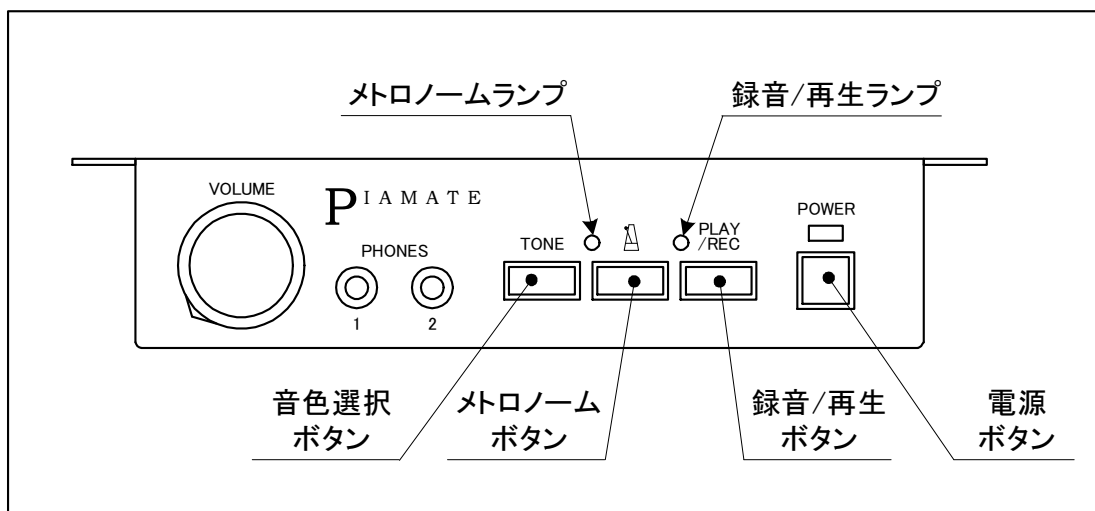 メトロノームランプ
録音/再生ランプ
VOLUME
PIAMATE
POWER
TONE
PLAY
/REC
PHONES
1
2
音色選択
ボタン
メトロノーム
ボタン
録音/再生
ボタン
電源
ボタン